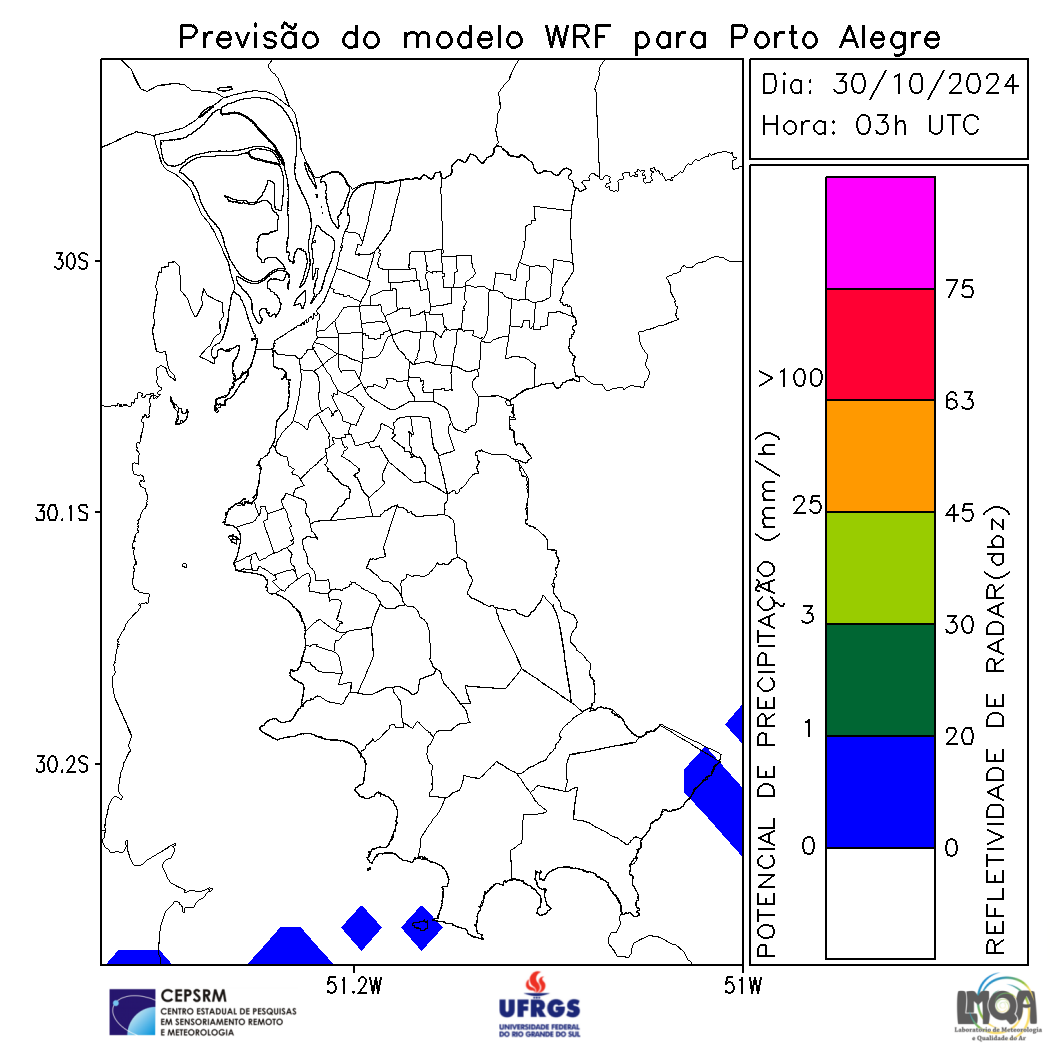 Previsão do modelo WRF para Porto Alegre
Dia: 30/10/2024
Hora: 03h UTC
30S
30.1S
30.2S
51.2W
51W
POTENCIAL DE PRECIPITAÇÃO (mm/h)
>100
25
3
1
0
75
63
45
30
20
0
REFLETIVIDADE DE RADAR(dbz)
CEPSRM
CENTRO ESTADUAL DE PESQUISAS
EM SENSORIAMENTO REMOTO
E METEOROLOGIA
UFRGS
UNIVERSIDADE FEDERAL
DO RIO GRANDE DO SUL
LMQA
Laboratório de Meteorologia
e Qualidade do Ar